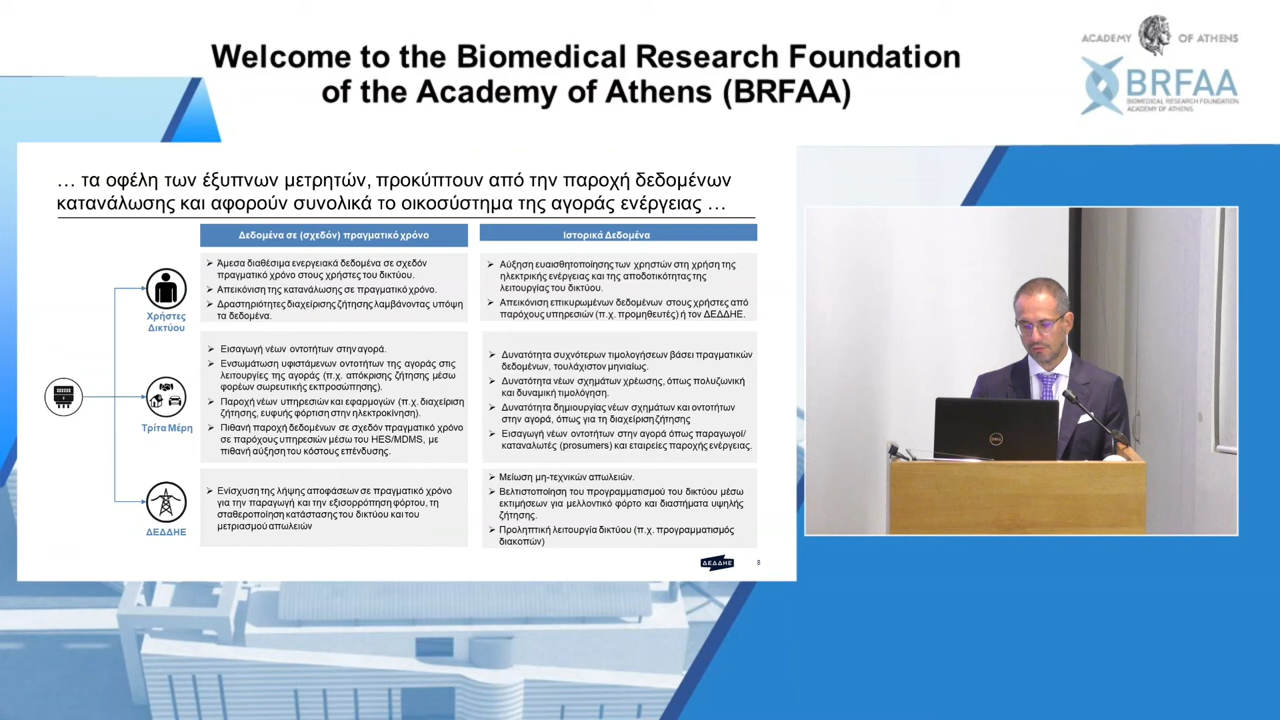 Welcome to the Biomedical Research Foundation
of the Academy of Athens (BRFAA)
ACADEMY OF ATHENS
BRFAA
BIOMEDICAL RESEARCH FOUNDATION
ACADEMY OF ATHENS
… τα οφέλη των έξυπνων μετρητών, προκύπτουν από την παροχή δεδομένων
κατανάλωσης και αφορούν συνολικά το οικοσύστημα της αγοράς ενέργειας …
Δεδομένα σε (σχεδόν) πραγματικό χρόνο
Ιστορικά Δεδομένα
Χρήστες
Δικτύου
➢ Άμεσα διαθέσιμα ενεργειακά δεδομένα σε σχεδόν
πραγματικό χρόνο στους χρήστες του δικτύου.
➢ Απεικόνιση της κατανάλωσης σε πραγματικό χρόνο.
➢ Δραστηριότητες διαχείρισης ζήτησης λαμβάνοντας υπόψη
τα δεδομένα.
➢ Αύξηση ευαισθητοποίησης των χρηστών στη χρήση της
ηλεκτρικής ενέργειας και της αποδοτικότητας της
λειτουργίας του δικτύου.
➢ Απεικόνιση επικυρωμένων δεδομένων στους χρήστες από
παρόχους υπηρεσιών (π.χ. προμηθευτές) ή τον ΔΕΔΔΗΕ.
Τρίτα Μέρη
➢ Εισαγωγή νέων οντοτήτων στην αγορά.
➢ Ενσωμάτωση υφιστάμενων οντοτήτων της αγοράς στις
λειτουργίες της αγοράς (π.χ. απόκρισης ζήτησης μέσω
φορέων σωρευτικής εκπροσώπησης).
➢ Παροχή νέων υπηρεσιών και εφαρμογών (π.χ. διαχείριση
ζήτησης, ευφυής φόρτιση στην ηλεκτροκίνηση).
➢ Πιθανή παροχή δεδομένων σε σχεδόν πραγματικό χρόνο
σε παρόχους υπηρεσιών μέσω του HES/MDMS, με
πιθανή αύξηση του κόστους επένδυσης.
➢ Δυνατότητα συχνότερων τιμολογήσεων βάσει πραγματικών
δεδομένων, τουλάχιστον μηνιαίως.
➢ Δυνατότητα νέων σχημάτων χρέωσης, όπως πολυζωνική
και δυναμική τιμολόγηση.
➢ Δυνατότητα δημιουργίας νέων σχημάτων και οντοτήτων
στην αγορά, όπως για τη διαχείριση ζήτησης
➢ Εισαγωγή νέων οντοτήτων στην αγορά όπως παραγωγοί/
καταναλωτές (prosumers) και εταιρείες παροχής ενέργειας.
ΔΕΔΔΗΕ
➢ Ενίσχυση της λήψης αποφάσεων σε πραγματικό χρόνο
για την παραγωγή και την εξισορρόπηση φόρτου, τη
σταθεροποίηση κατάστασης του δικτύου και του
μετριασμού απωλειών
➢ Μείωση μη-τεχνικών απωλειών.
➢ Βελτιστοποίηση του προγραμματισμού του δικτύου μέσω
εκτιμήσεων για μελλοντικό φόρτο και διαστήματα υψηλής
ζήτησης.
➢ Προληπτική λειτουργία δικτύου (π.χ. προγραμματισμός
διακοπών)
ΔΕΔΔΗΕ
8
DELL